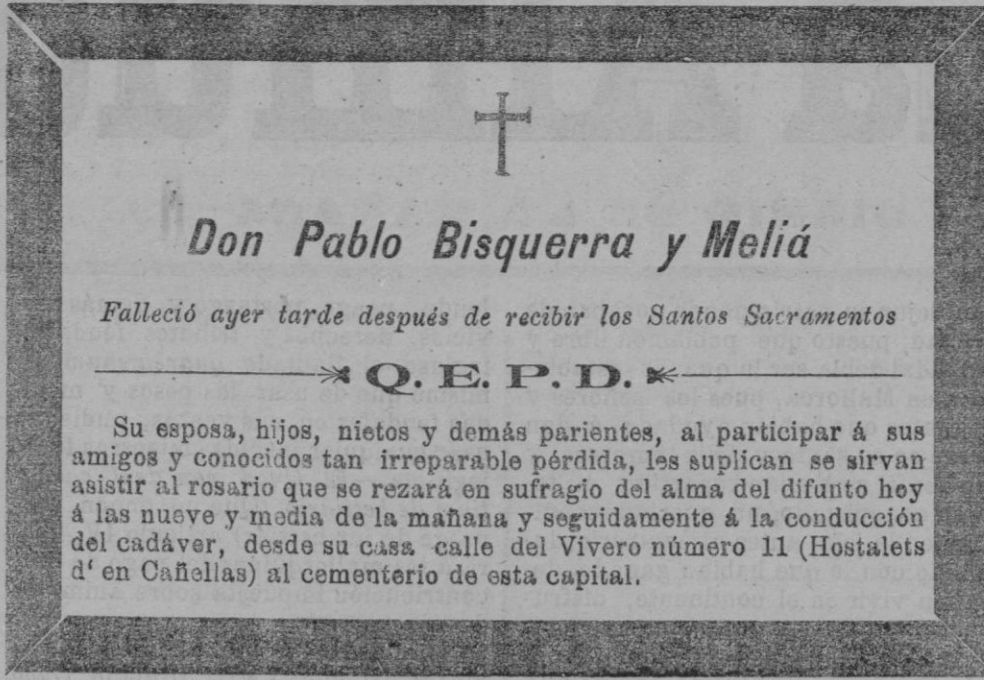 Don Pablo Bisquerra y Meliá
Falleció ayer tarde después de recibir los Santos Sacramentos
Q. E. P. D.
Su esposa, hijos, nietos y demás parientes, al participar á sus
amigos y conocidos tan irreparable pérdida, les suplican se sirvan
asistir al rosario que se rezará en sufragio del alma del difunto hoy
á las nueve y media de la mañana y seguidamente á la conducción
del cadáver, desde su casa calle del Vivero número 11 (Hostalets
d' en Cañellas) al cementerio de esta capital.